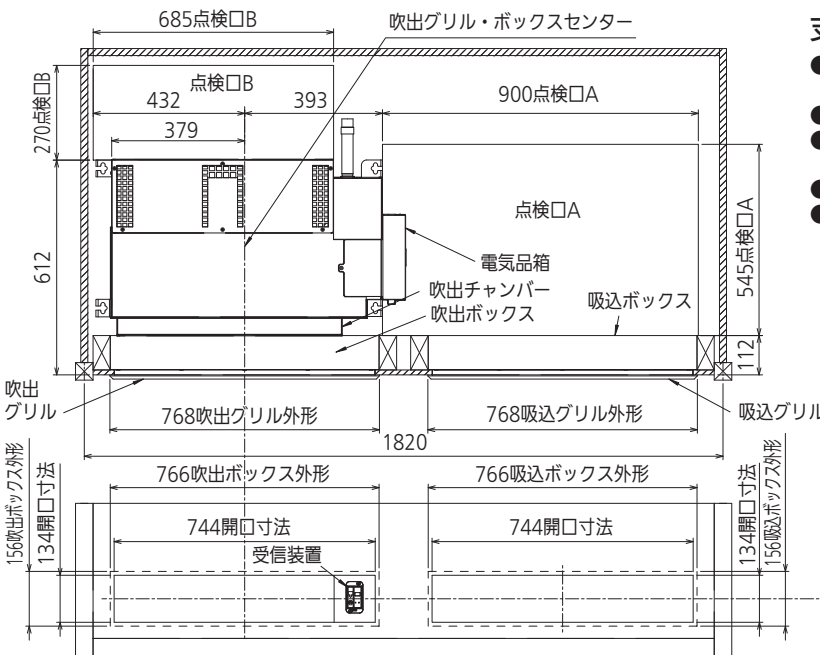 685点検口B
吹出グリル・ボックスセンター
支
270点検口B
点検口B
432
393
900点検口A
379
612
点検口A
545点検口A
電気品箱
吹出チャンバー
吹出ボックス
吸込ボックス
112
吹出
グリル
768吹出グリル外形
768吸込グリル外形
吸込グリル
1820
156吹出ボックス外形
134開口寸法
766吹出ボックス外形
766吸込ボックス外形
744開口寸法
744開口寸法
受信装置
134開口寸法
156吸込ボックス外形